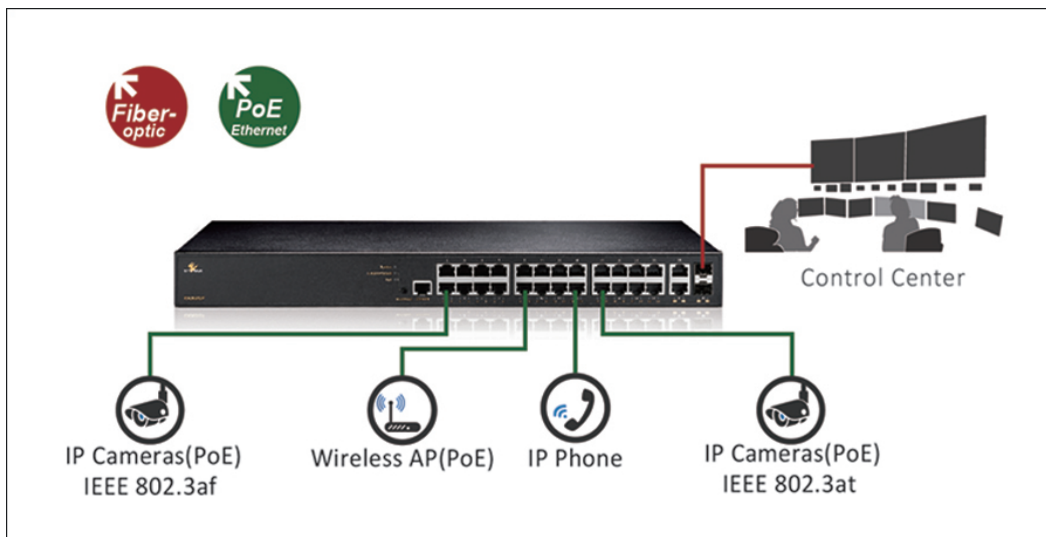 Fiber-
optic
PoE
Ethernet
Control Center
IP Cameras(PoE)
IEEE 802.3af
Wireless AP(PoE)
IP Phone
IP Cameras(PoE)
IEEE 802.3at